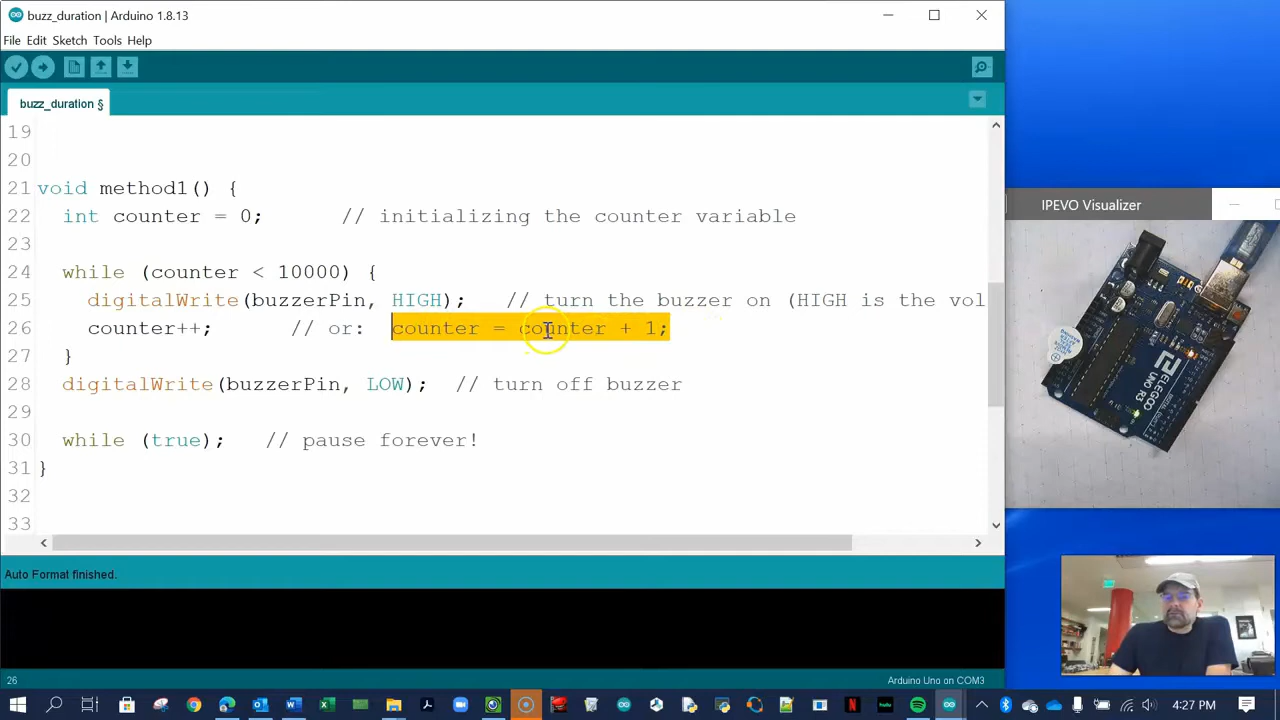 buzz_duration | Arduino 1.8.13
File Edit Sketch Tools Help
buzz_duration §
19
20
21 void method1() {
22 int counter = 0; // initializing the counter variable
23
24 while (counter < 10000) {
25 digitalWrite(buzzerPin, HIGH); // turn the buzzer on (HIGH is the vol
26 counter++; // or: counter = counter + 1;
27 }
28 digitalWrite(buzzerPin, LOW); // turn off buzzer
29
30 while (true); // pause forever!
31 }
32
33
Auto Format finished.
26 Arduino Uno on COM3
IPEVO Visualizer
ELEGOO
UNO R3
4:27 PM